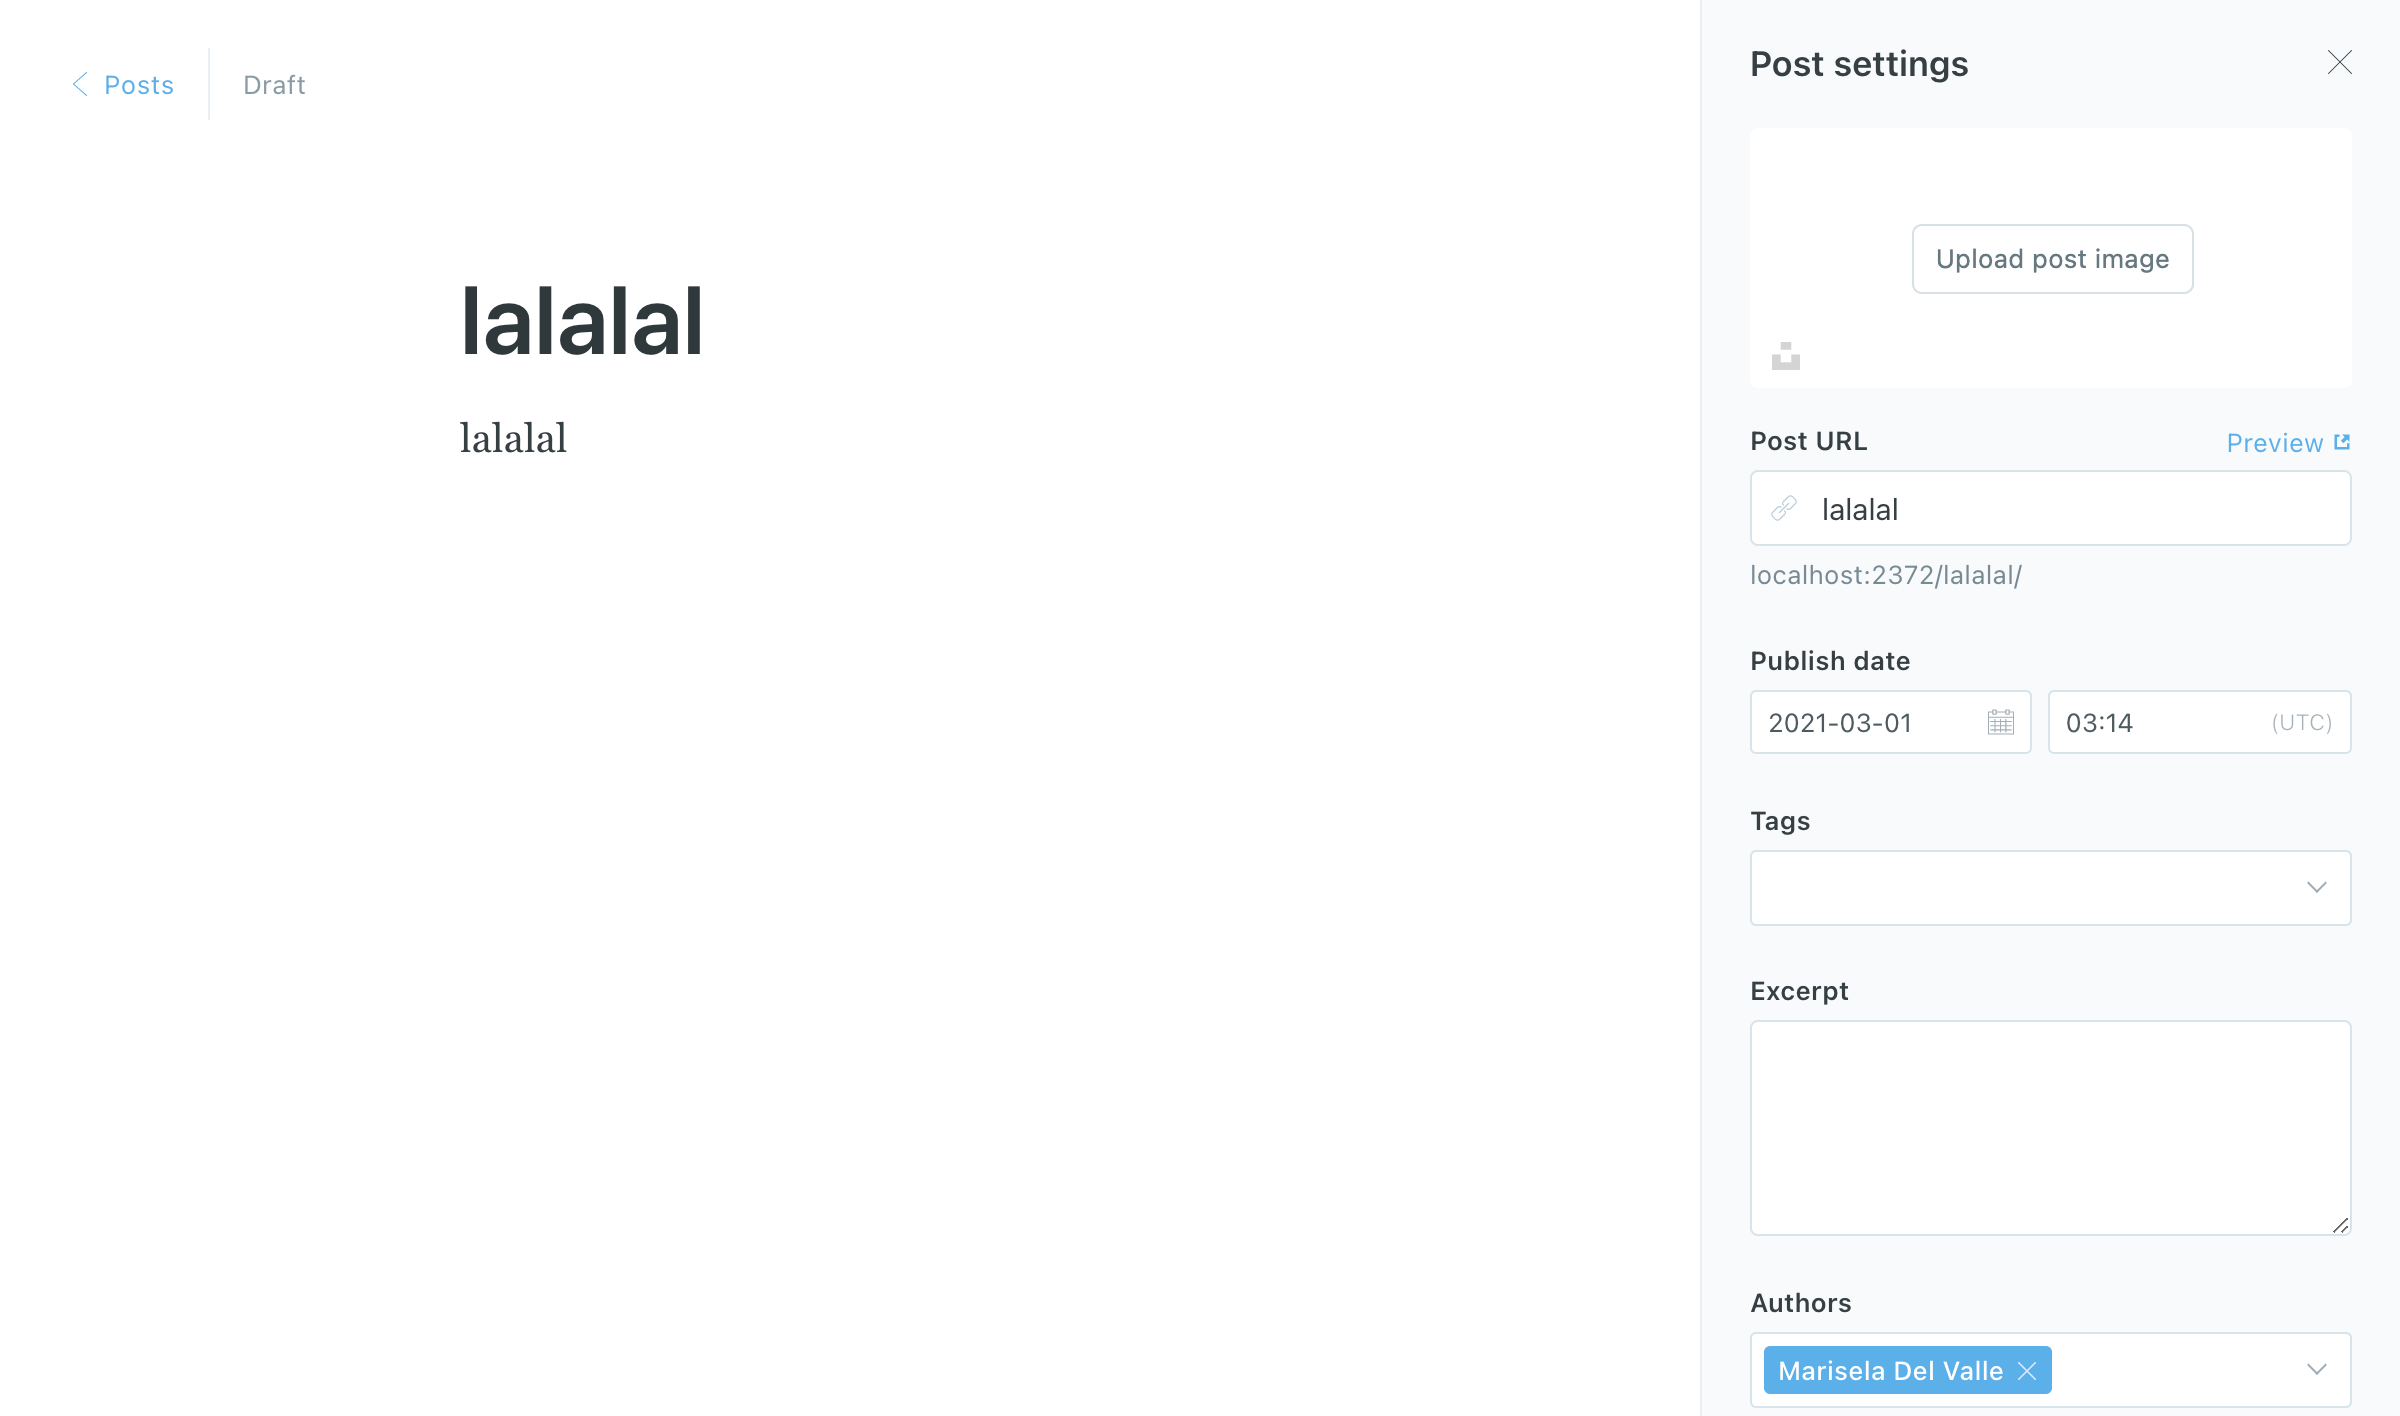 Posts
Draft
lalalal
lalalal
Post settings
Upload post image
Post URL
Preview
lalalal
localhost:2372/lalalal/
Publish date
2021-03-01
03:14
(UTC)
Tags
Excerpt
Authors
Marisela Del Valle